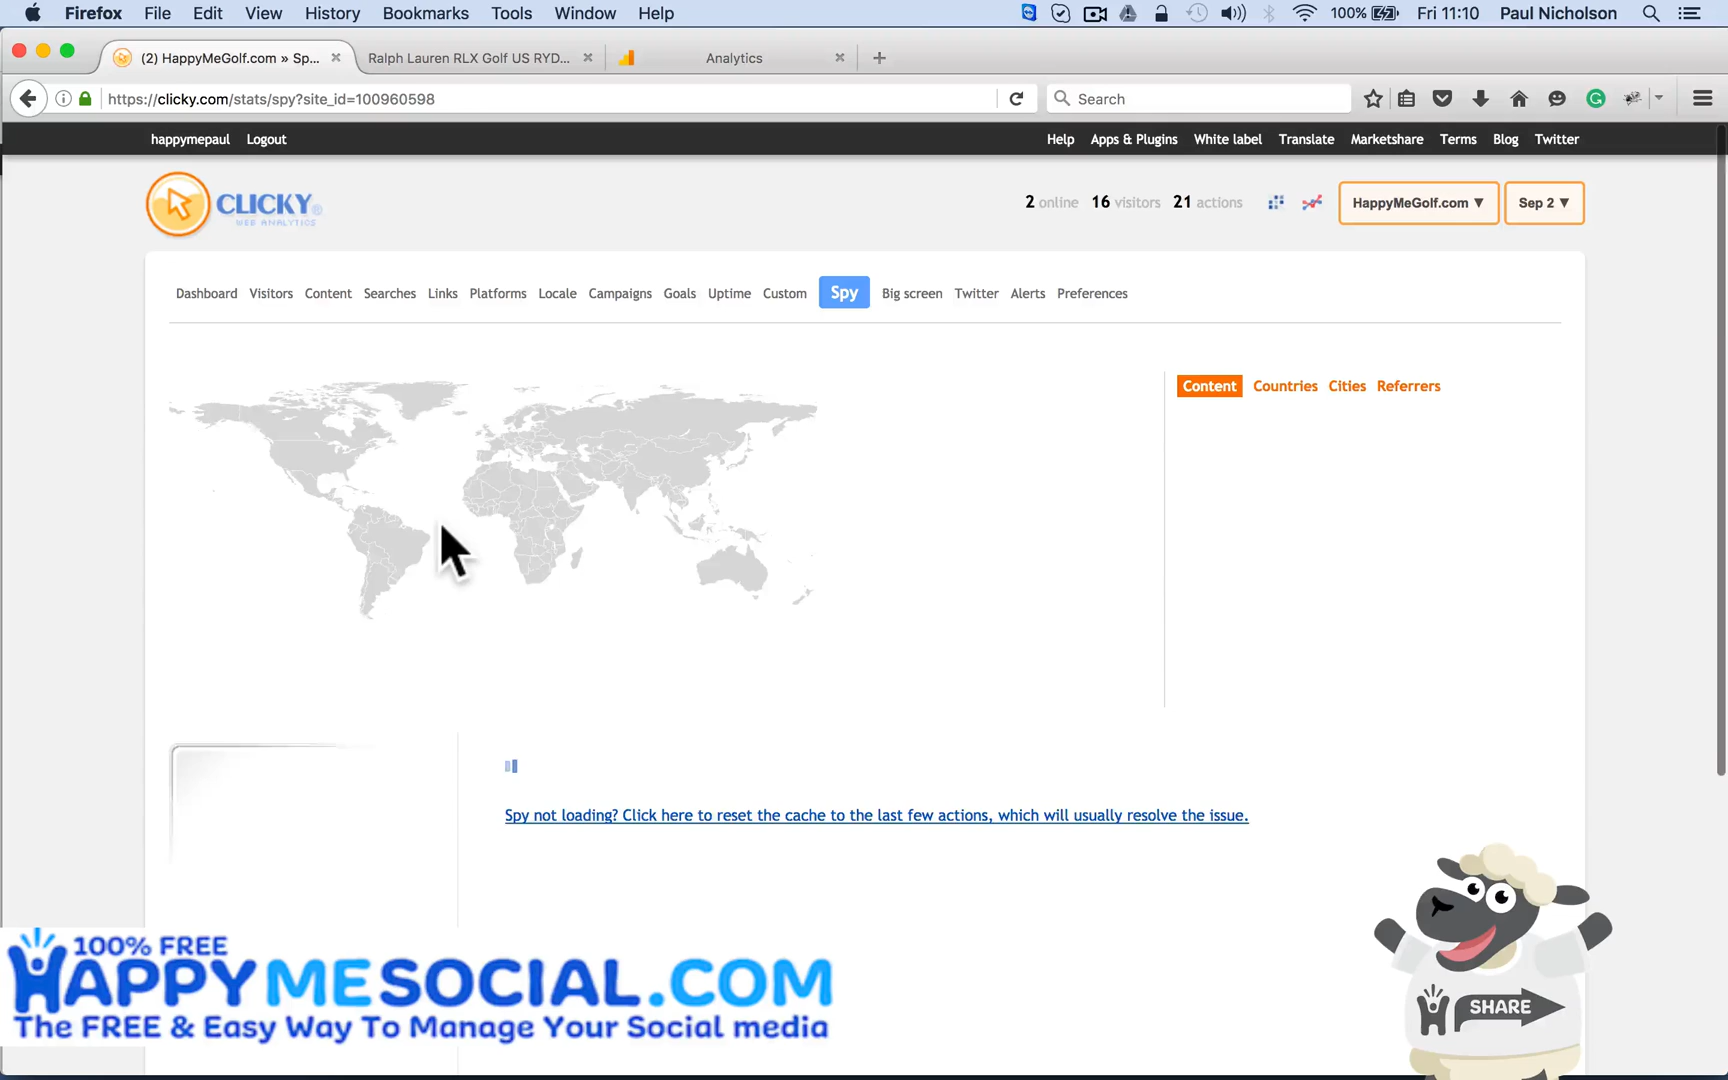 Firefox File Edit View History Bookmarks Tools Window Help 100% Fri 11:10 Paul Nicholson
(2) HappyMeGolf.com » Sp... Ralph Lauren RLX Golf US RYD... Analytics
https://clicky.com/stats/spy?site_id=100960598 Search
happymepaul Logout Help Apps & Plugins White label Translate Marketshare Terms Blog Twitter
CLICKY®
WEB ANALYTICS
2 online 16 visitors 21 actions HappyMeGolf.com ▼ Sep 2 ▼
Dashboard Visitors Content Searches Links Platforms Locale Campaigns Goals Uptime Custom Spy Big screen Twitter Alerts Preferences
Content Countries Cities Referrers
Spy not loading? Click here to reset the cache to the last few actions, which will usually resolve the issue.
100% FREE
HAPPYMESOCIAL.COM
The FREE & Easy Way To Manage Your Social media
SHARE